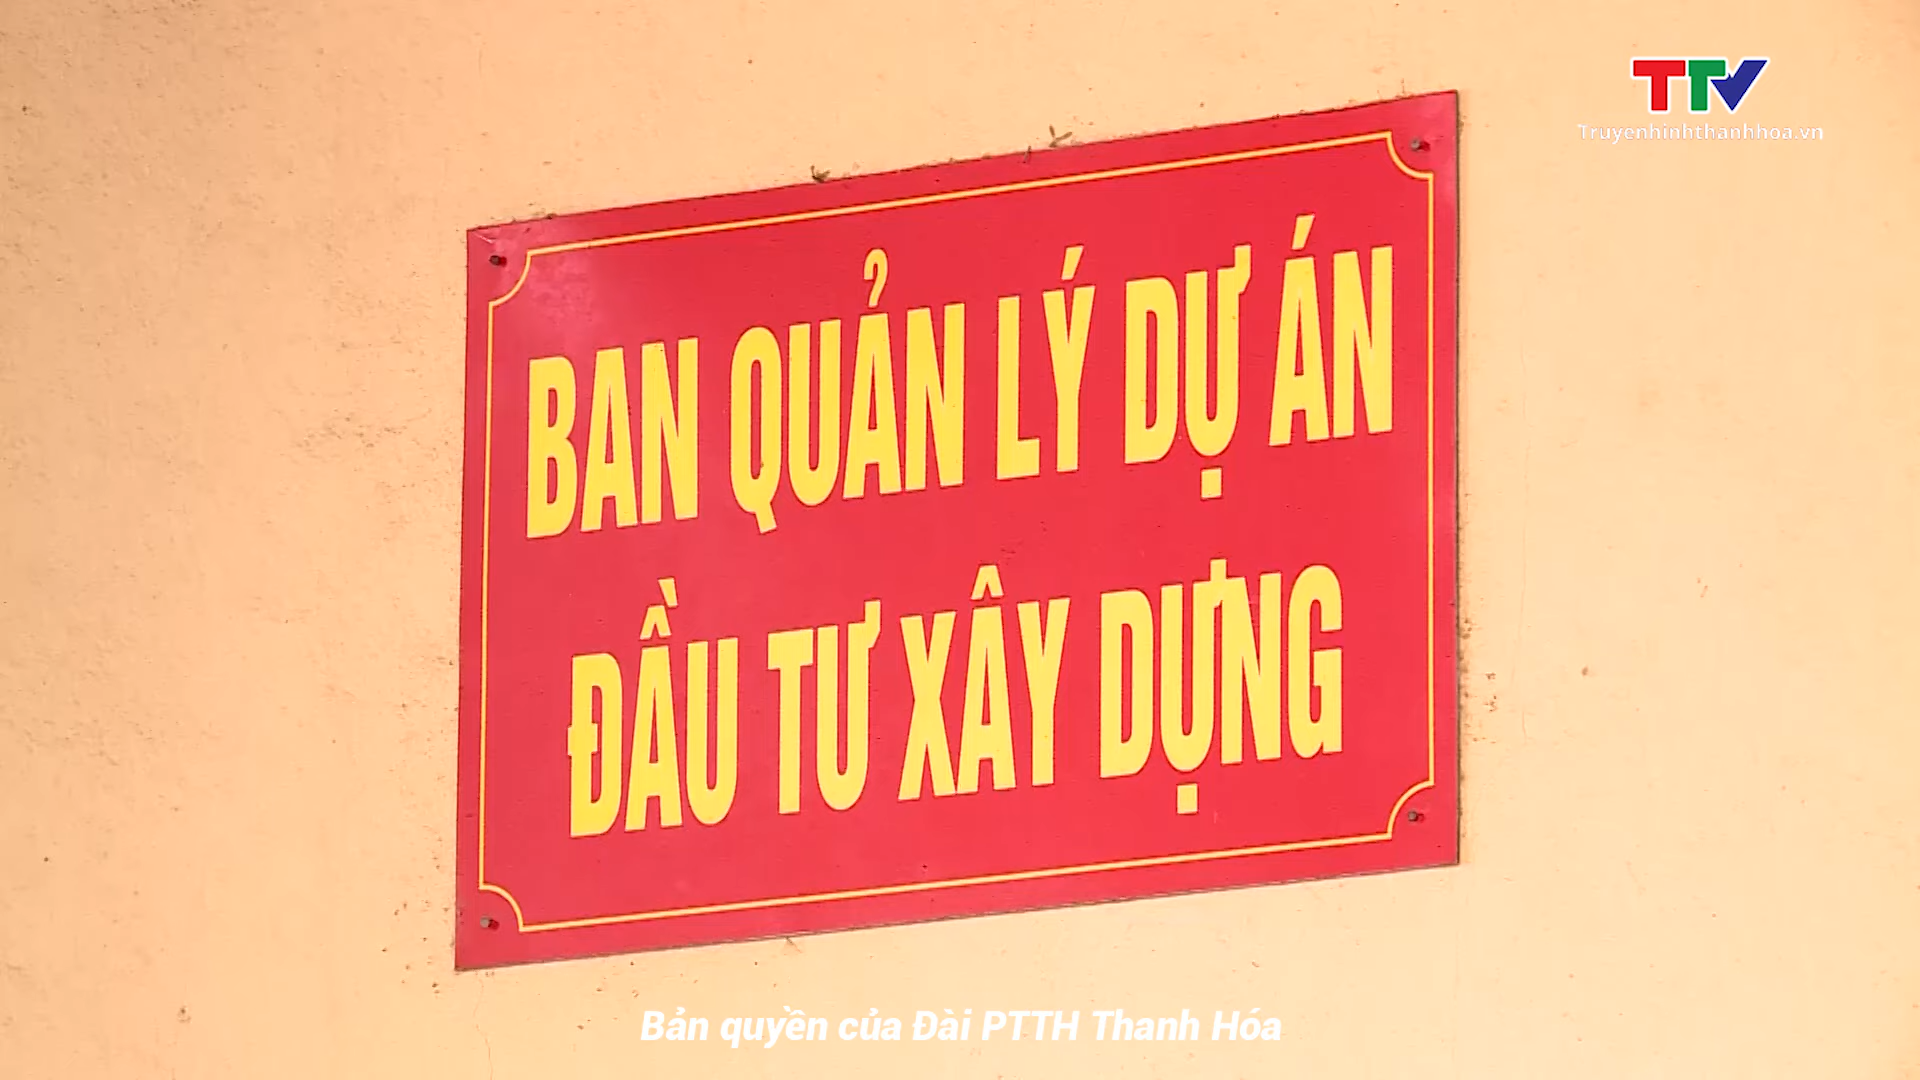 TTV
Truyenhinhthanhhoa.vn
BAN QUẢN LÝ DỰ ÁN
ĐẦU TƯ XÂY DỰNG
Bản quyền của Đài PTTH Thanh Hóa